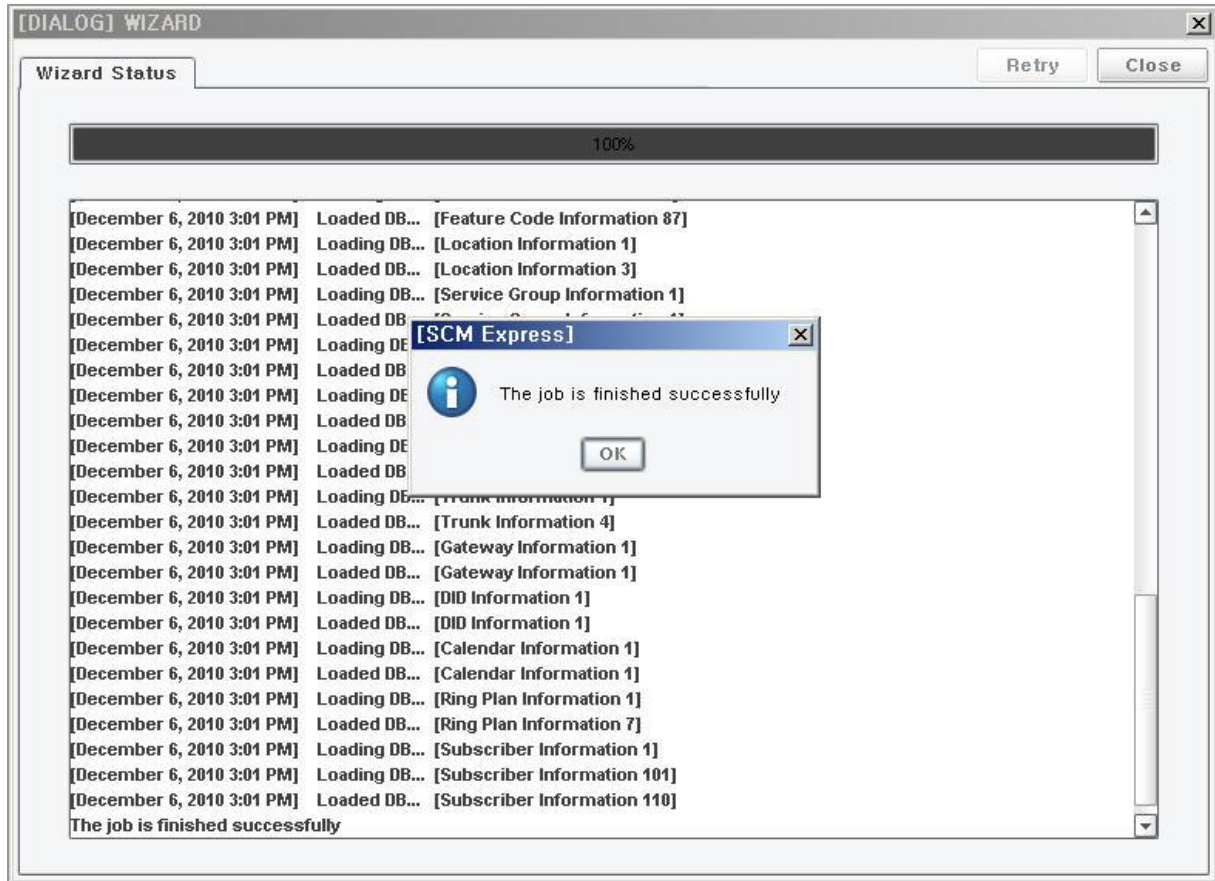 [DIALOG] WIZARD
Retry
Close
Wizard Status
100%
[December 6, 2010 3:01 PM] Loaded DB... [Feature Code Information 87]
[December 6, 2010 3:01 PM] Loading DB... [Location Information 1]
[December 6, 2010 3:01 PM] Loaded DB... [Location Information 3]
[December 6, 2010 3:01 PM] Loading DB... [Service Group Information 1]
[December 6, 2010 3:01 PM] Loaded DB
[December 6, 2010 3:01 PM] Loading
[December 6, 2010 3:01 PM] Loaded DB
[December 6, 2010 3:01 PM] Loading
[December 6, 2010 3:01 PM] Loaded DB
[December 6, 2010 3:01 PM] Loading
[December 6, 2010 3:01 PM] Loaded DB
[December 6, 2010 3:01 PM] Loading DB... [Trunk Information 1]
[December 6, 2010 3:01 PM] Loaded DB... [Trunk Information 4]
[December 6, 2010 3:01 PM] Loading DB... [Gateway Information 1]
[December 6, 2010 3:01 PM] Loaded DB... [Gateway Information 1]
[December 6, 2010 3:01 PM] Loading DB... [DID Information 1]
[December 6, 2010 3:01 PM] Loaded DB... [DID Information 1]
[December 6, 2010 3:01 PM] Loading DB... [Calendar Information 1]
[December 6, 2010 3:01 PM] Loaded DB... [Calendar Information 1]
[December 6, 2010 3:01 PM] Loading DB... [Ring Plan Information 1]
[December 6, 2010 3:01 PM] Loaded DB... [Ring Plan Information 7]
[December 6, 2010 3:01 PM] Loading DB... [Subscriber Information 1]
[December 6, 2010 3:01 PM] Loading DB... [Subscriber Information 101]
[December 6, 2010 3:01 PM] Loaded DB... [Subscriber Information 110]
The job is finished successfully
[SCM Express]
The job is finished successfully
OK